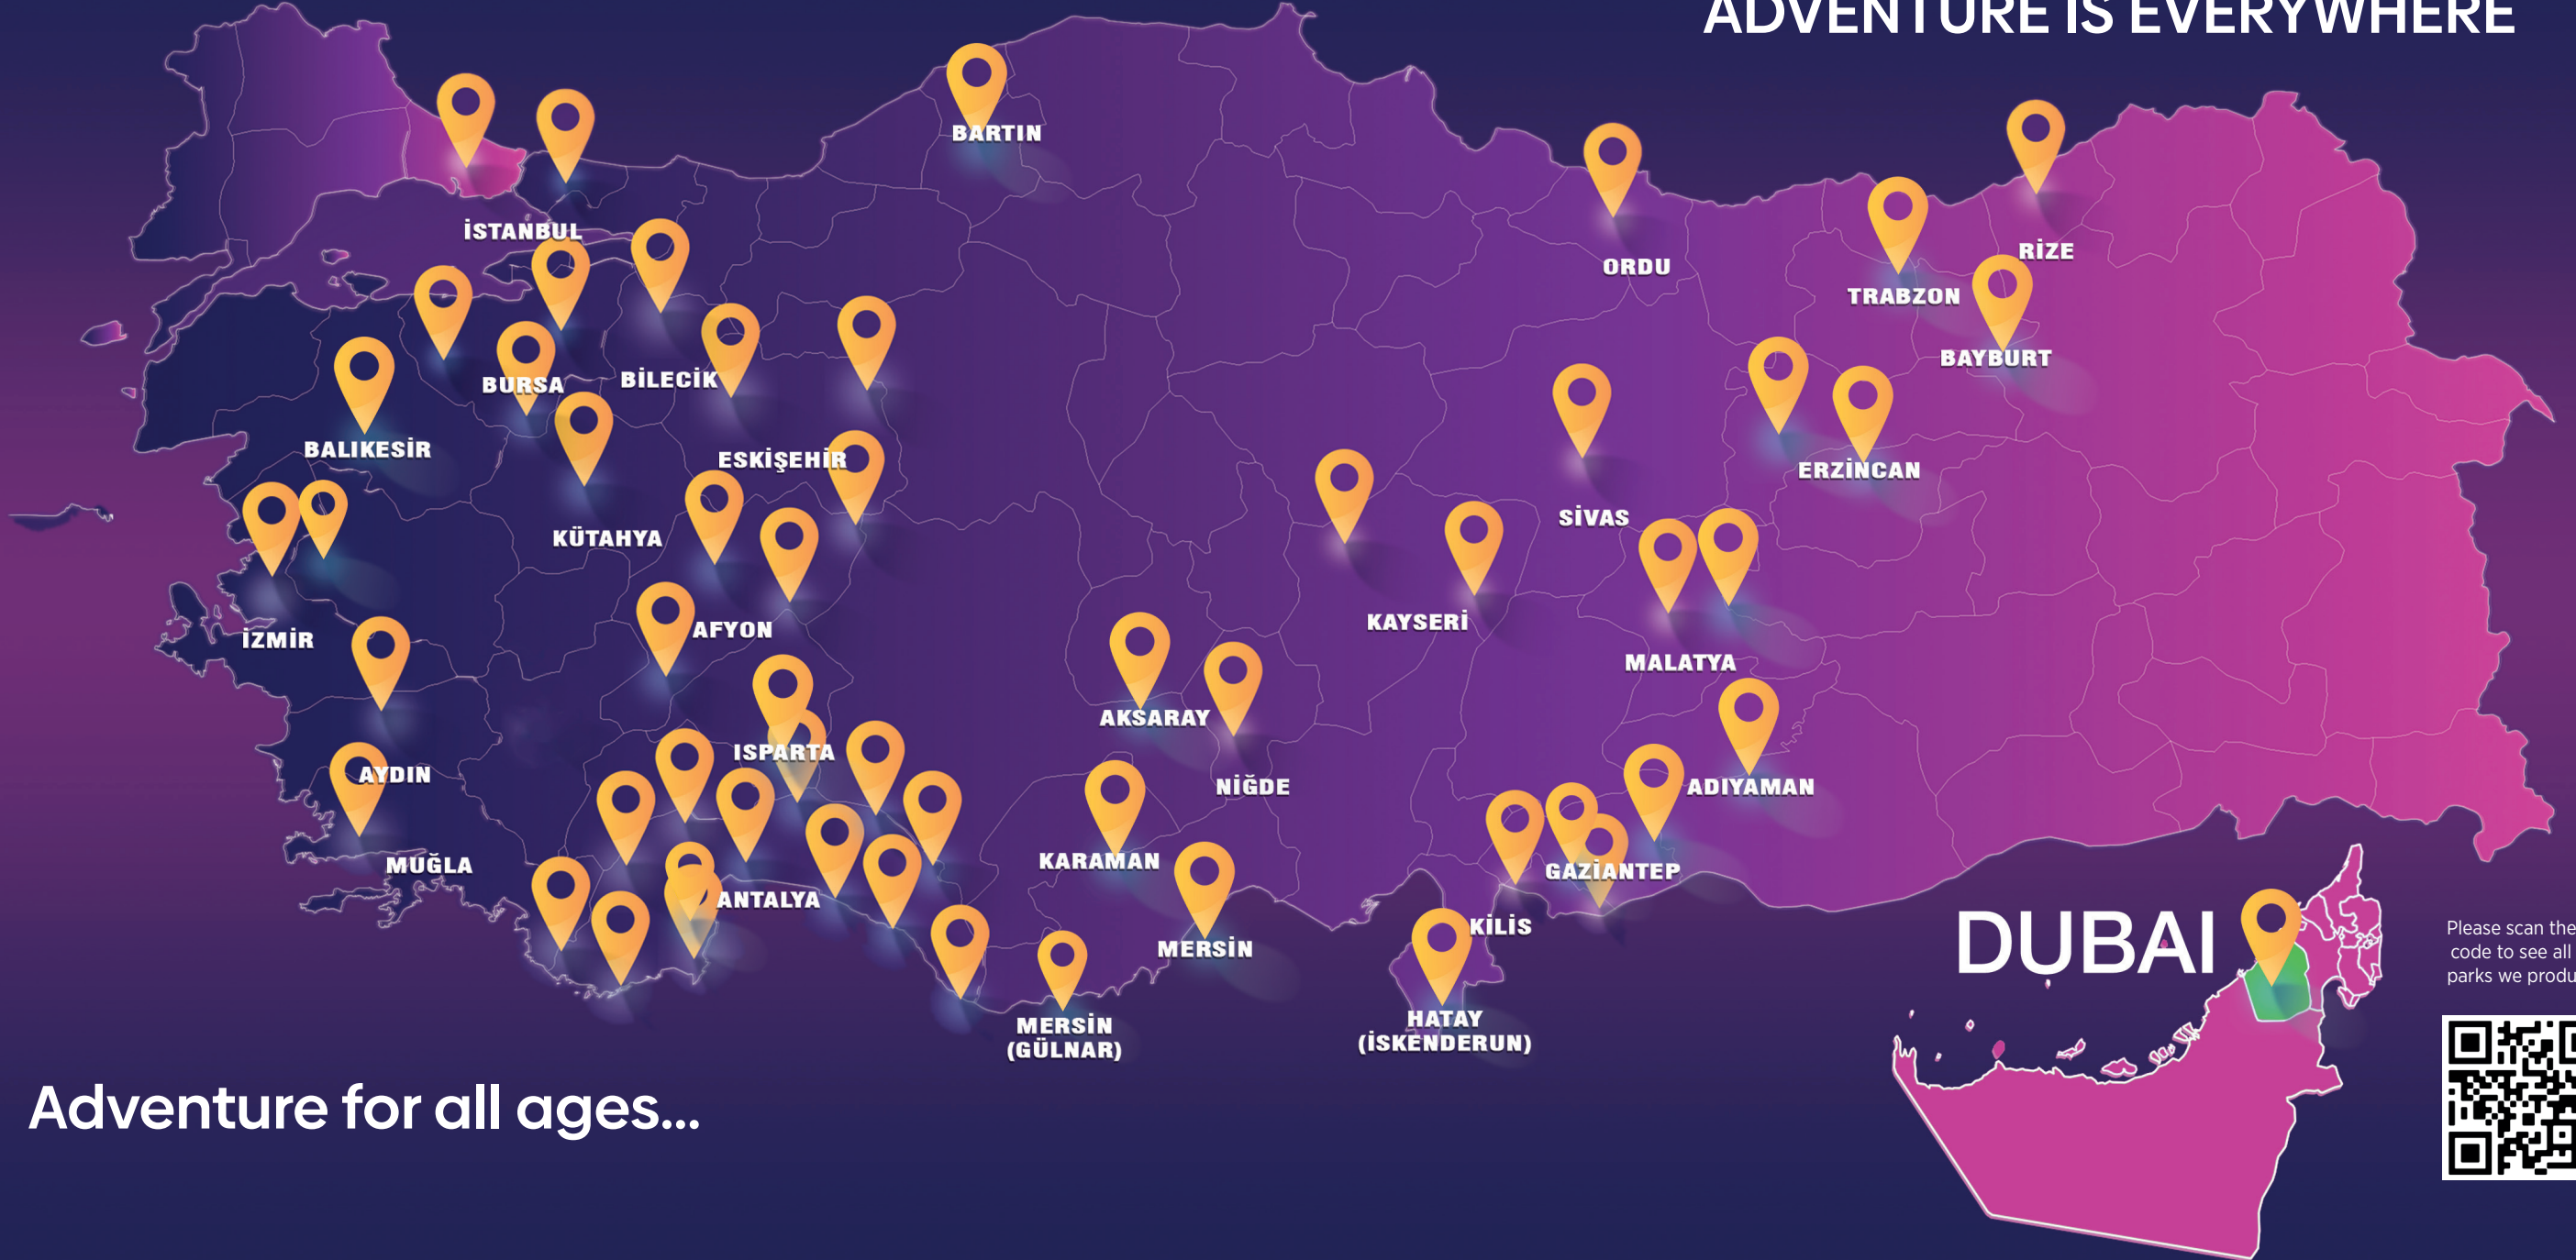 ADVENTURE IS EVERYWHERE
BARTIN
İSTANBUL
ORDU
RİZE
TRABZON
BAYBURT
BURSA
BİLECİK
BALIKESİR
ESKİŞEHİR
ERZİNCAN
SİVAS
KÜTAHYA
KAYSERİ
AFYON
İZMİR
MALATYA
AKSARAY
ISPARTA
AYDIN
NİĞDE
ADIYAMAN
KARAMAN
MUĞLA
GAZİANTEP
ANTALYA
KİLİS
MERSİN
MERSİN
(GÜLNAR)
HATAY
(İSKENDERUN)
DUBAI
Please scan the
code to see all
parks we produ
Adventure for all ages...